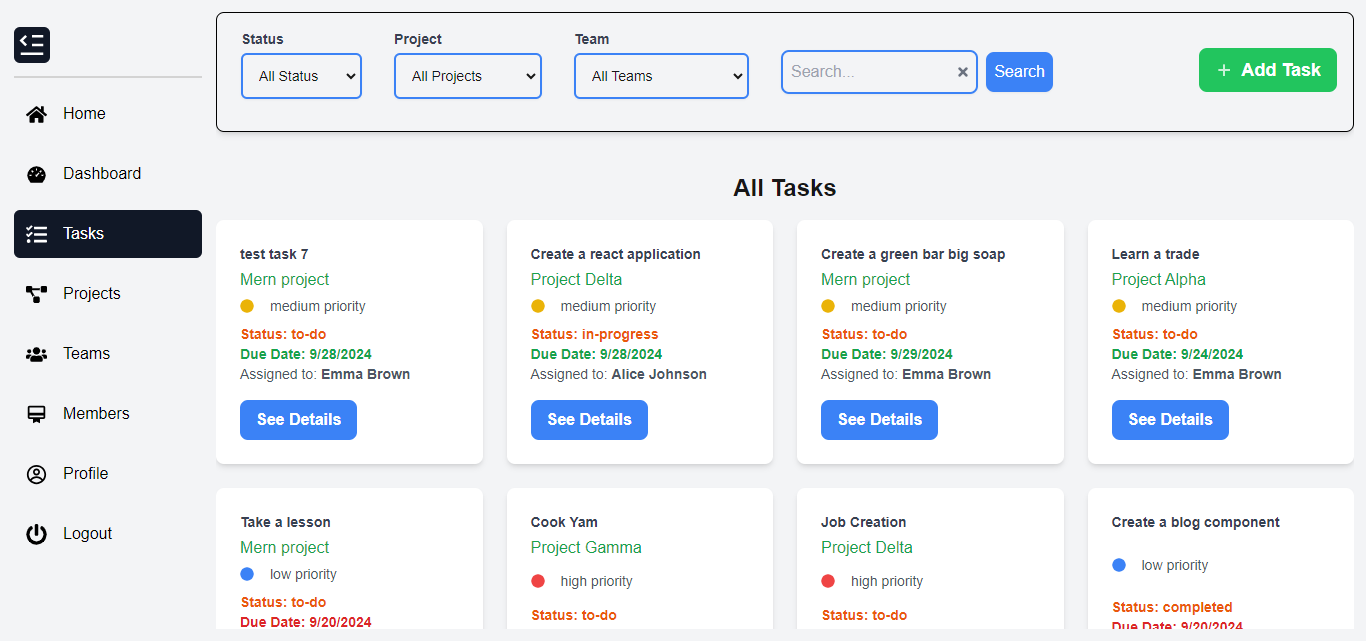 Status
Project
Team
All Status
All Projects
All Teams
Search...
Search
Add Task
Home
Dashboard
Tasks
Projects
Teams
Members
Profile
Logout
All Tasks
test task 7
Mern project
medium priority
Status: to-do
Due Date: 9/28/2024
Assigned to: Emma Brown
See Details
Create a react application
Project Delta
medium priority
Status: in-progress
Due Date: 9/28/2024
Assigned to: Alice Johnson
See Details
Create a green bar big soap
Mern project
medium priority
Status: to-do
Due Date: 9/29/2024
Assigned to: Emma Brown
See Details
Learn a trade
Project Alpha
medium priority
Status: to-do
Due Date: 9/24/2024
Assigned to: Emma Brown
See Details
Take a lesson
Mern project
low priority
Status: to-do
Due Date: 9/20/2024
Cook Yam
Project Gamma
high priority
Status: to-do
Job Creation
Project Delta
high priority
Status: to-do
Create a blog component
low priority
Status: completed
Due Date: 9/20/2024